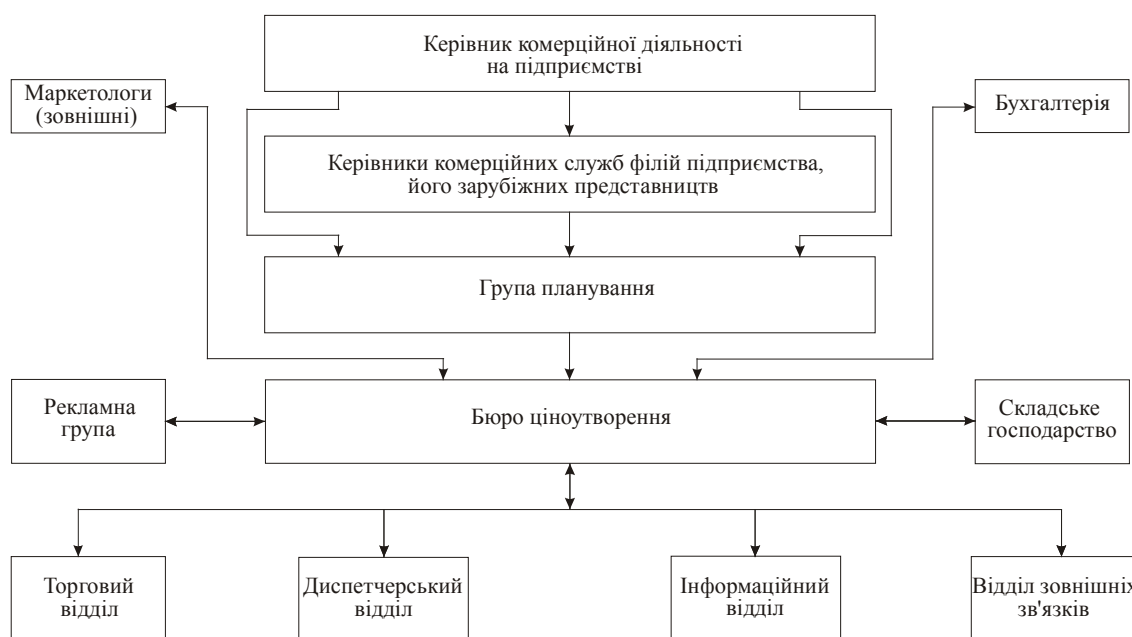 Керівник комерційної діяльності
на підприємстві
Маркетологи
(зовнішні)
Бухгалтерія
Керівники комерційних служб філій підприємства,
його зарубіжних представництв
Група планування
Рекламна
група
Бюро ціноутворення
Складське
господарство
Торговий
відділ
Диспетчерський
відділ
Інформаційний
відділ
Відділ зовнішніх
зв'язків